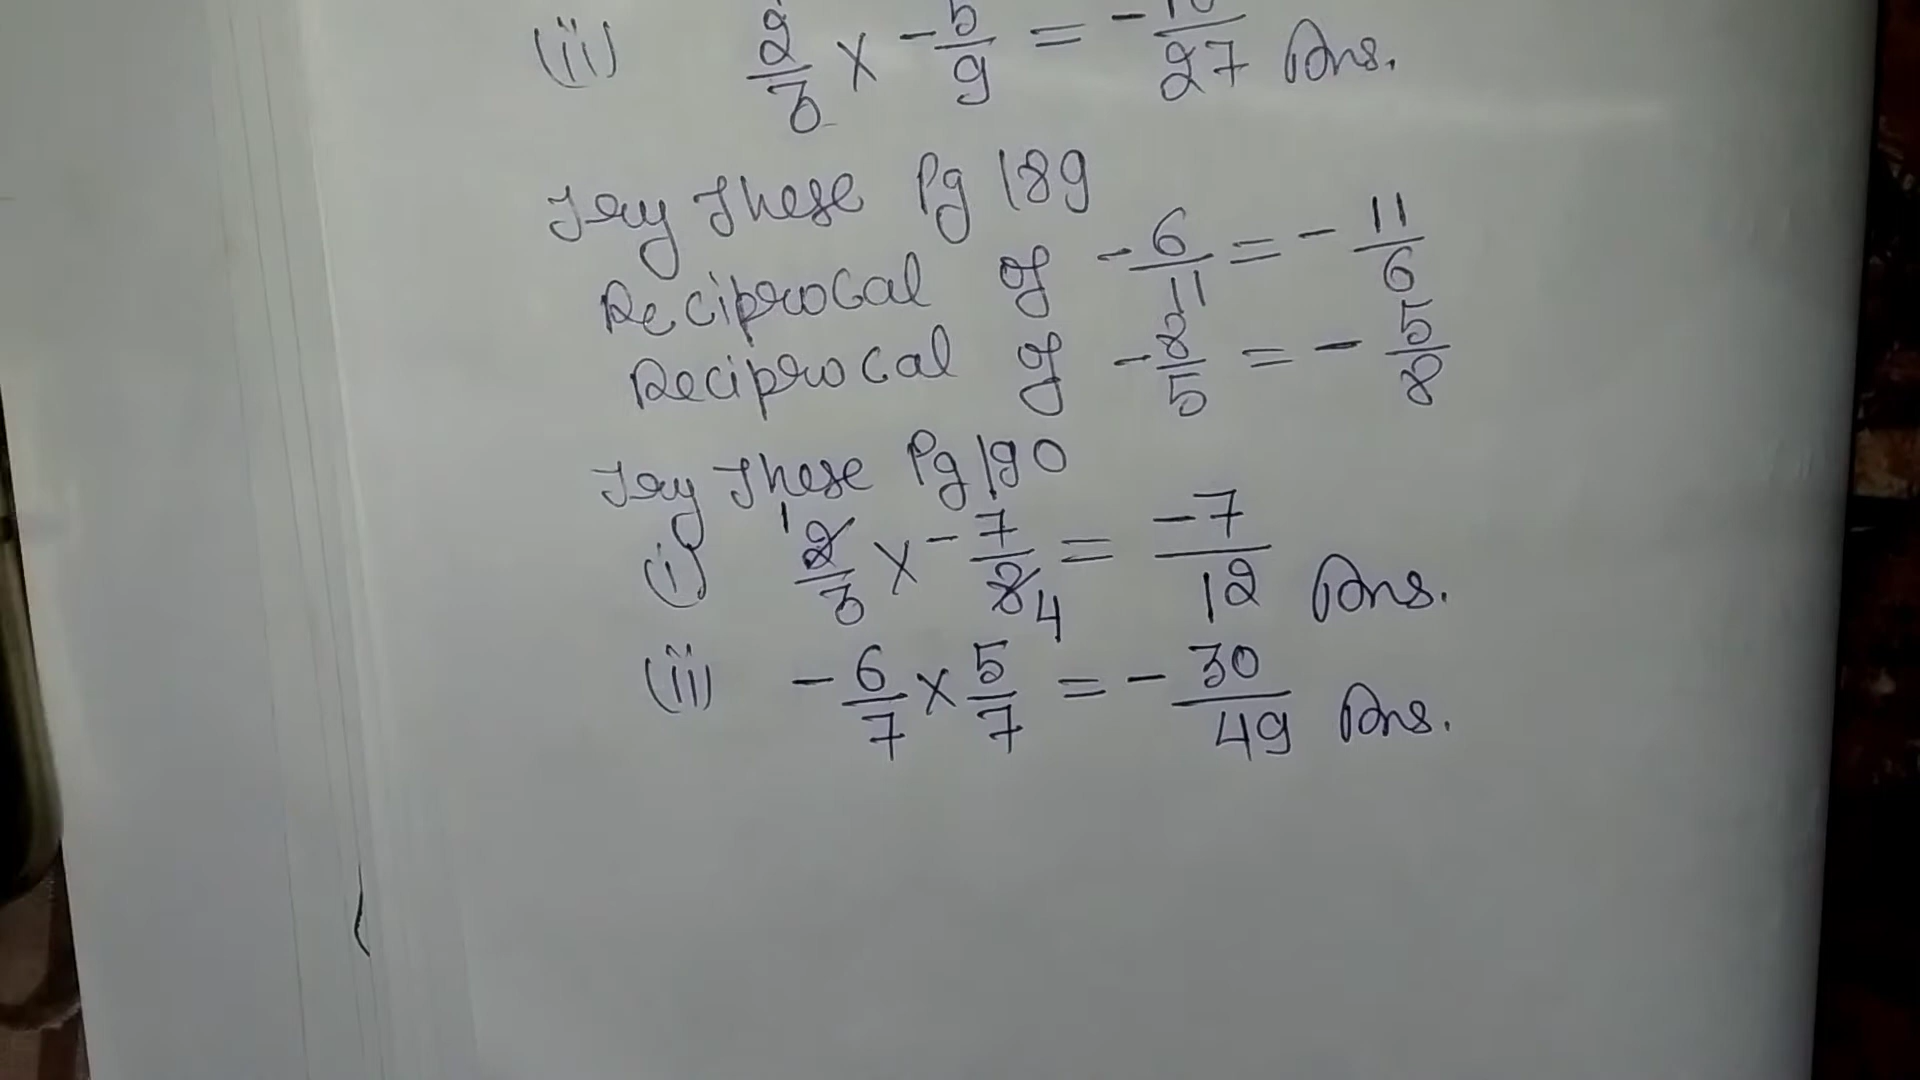 (ii) 2/3 × -5/9 = -10/27 Ans.
Try These Pg 189
Reciprocal of -6/11 = -11/6
Reciprocal of -8/5 = -5/8
Try These Pg 190
(i) 1 2/3 × -7/8 4 = -7/12 Ans.
(ii) -6/7 × 5/7 = -30/49 Ans.